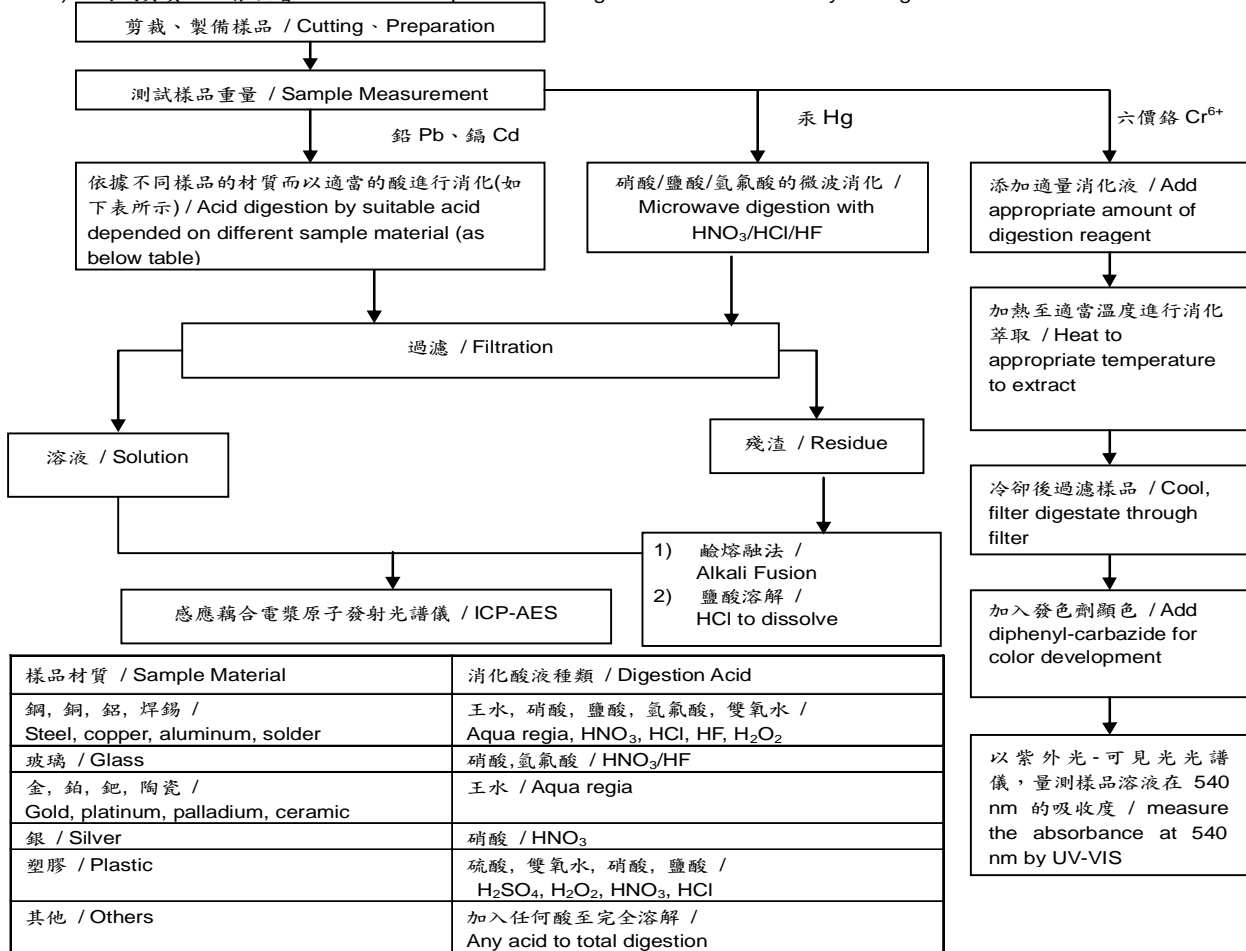 剪裁、製備樣品 / Cutting、Preparation
測試樣品重量 / Sample Measurement
鉛 Pb、鎘 Cd
汞 Hg
六價鉻 Cr6+
依據不同樣品的材質而以適當的酸進行消化(如
下表所示) / Acid digestion by suitable acid
depended on different sample material (as
below table)
硝酸/鹽酸/氫氟酸的微波消化 /
Microwave digestion with
HNO3/HCl/HF
添加適量消化液 / Add
appropriate amount of
digestion reagent
加熱至適當溫度進行消化
萃取 / Heat to
appropriate temperature
to extract
過濾 / Filtration
溶液 / Solution
殘渣 / Residue
冷卻後過濾樣品 / Cool,
filter digestate through
filter
1) 鹼熔融法 /
Alkali Fusion
2) 鹽酸溶解 /
HCl to dissolve
感應藕合電漿原子發射光譜儀 / ICP-AES
加入發色劑顯色 / Add
diphenyl-carbazide for
color development
以紫外光-可見光光譜
儀，量測樣品溶液在 540
nm 的吸收度 / measure
the absorbance at 540
nm by UV-VIS
樣品材質 / Sample Material
消化酸液種類 / Digestion Acid
鋼, 銅, 鋁, 焊錫 /
Steel, copper, aluminum, solder
王水, 硝酸, 鹽酸, 氫氟酸, 雙氧水 /
Aqua regia, HNO3, HCl, HF, H2O2
玻璃 / Glass
硝酸,氫氟酸 / HNO3/HF
金, 鉑, 鈀, 陶瓷 /
Gold, platinum, palladium, ceramic
王水 / Aqua regia
銀 / Silver
硝酸 / HNO3
塑膠 / Plastic
硫酸, 雙氧水, 硝酸, 鹽酸 /
H2SO4, H2O2, HNO3, HCl
其他 / Others
加入任何酸至完全溶解 /
Any acid to total digestion